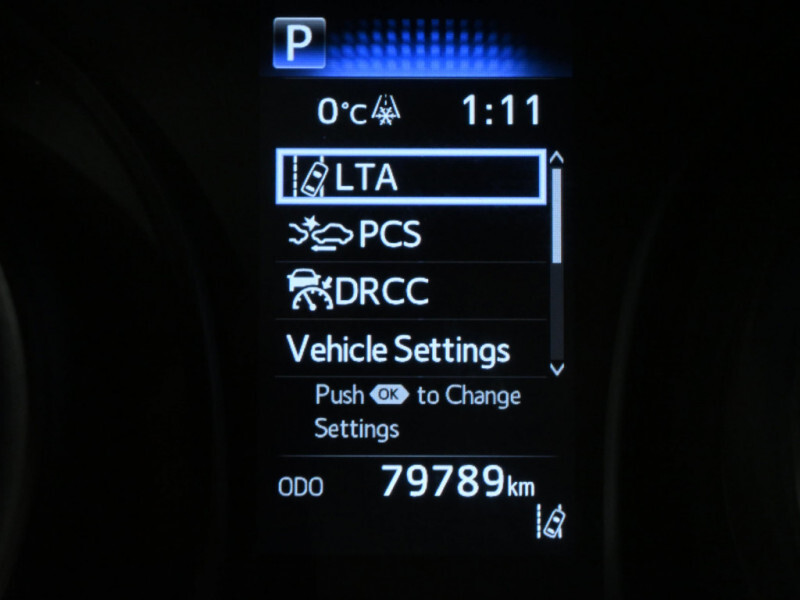 P
0°C 1:11
LTA
PCS
DRCC
Vehicle Settings
Push OK to Change
Settings
ODO 79789km